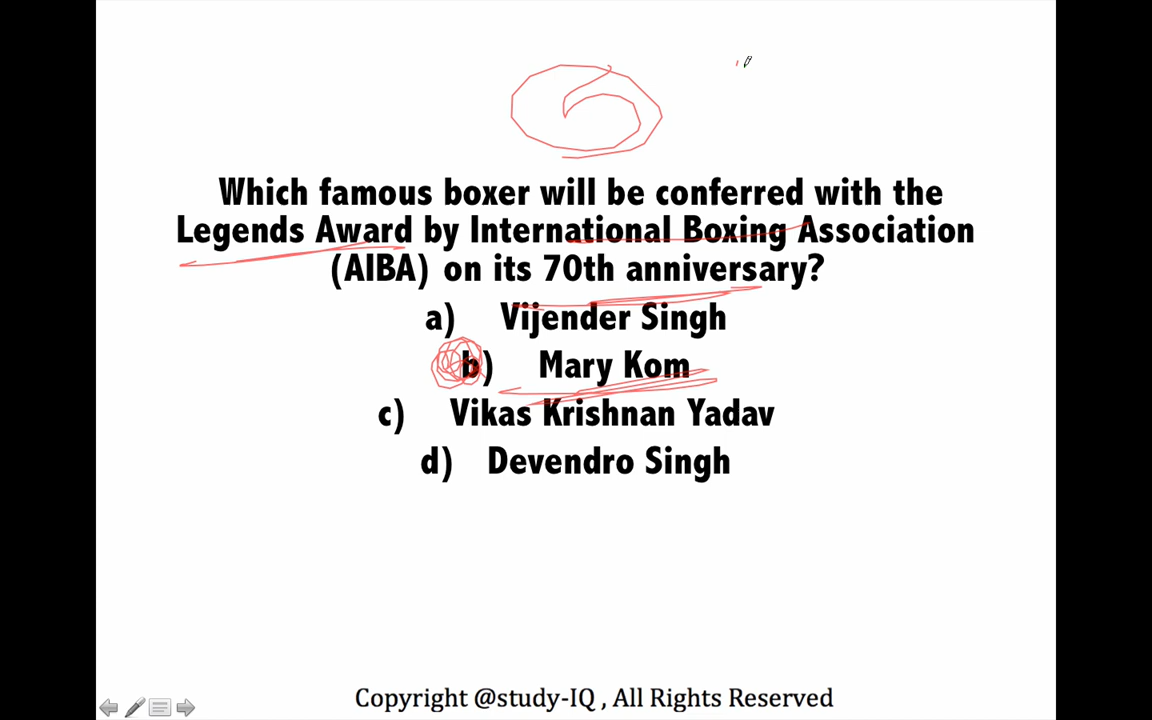 Which famous boxer will be conferred with the
Legends Award by International Boxing Association
(AIBA) on its 70th anniversary?
a) Vijender Singh
b) Mary Kom
c) Vikas Krishnan Yadav
d) Devendro Singh
Copyright @study-IQ , All Rights Reserved